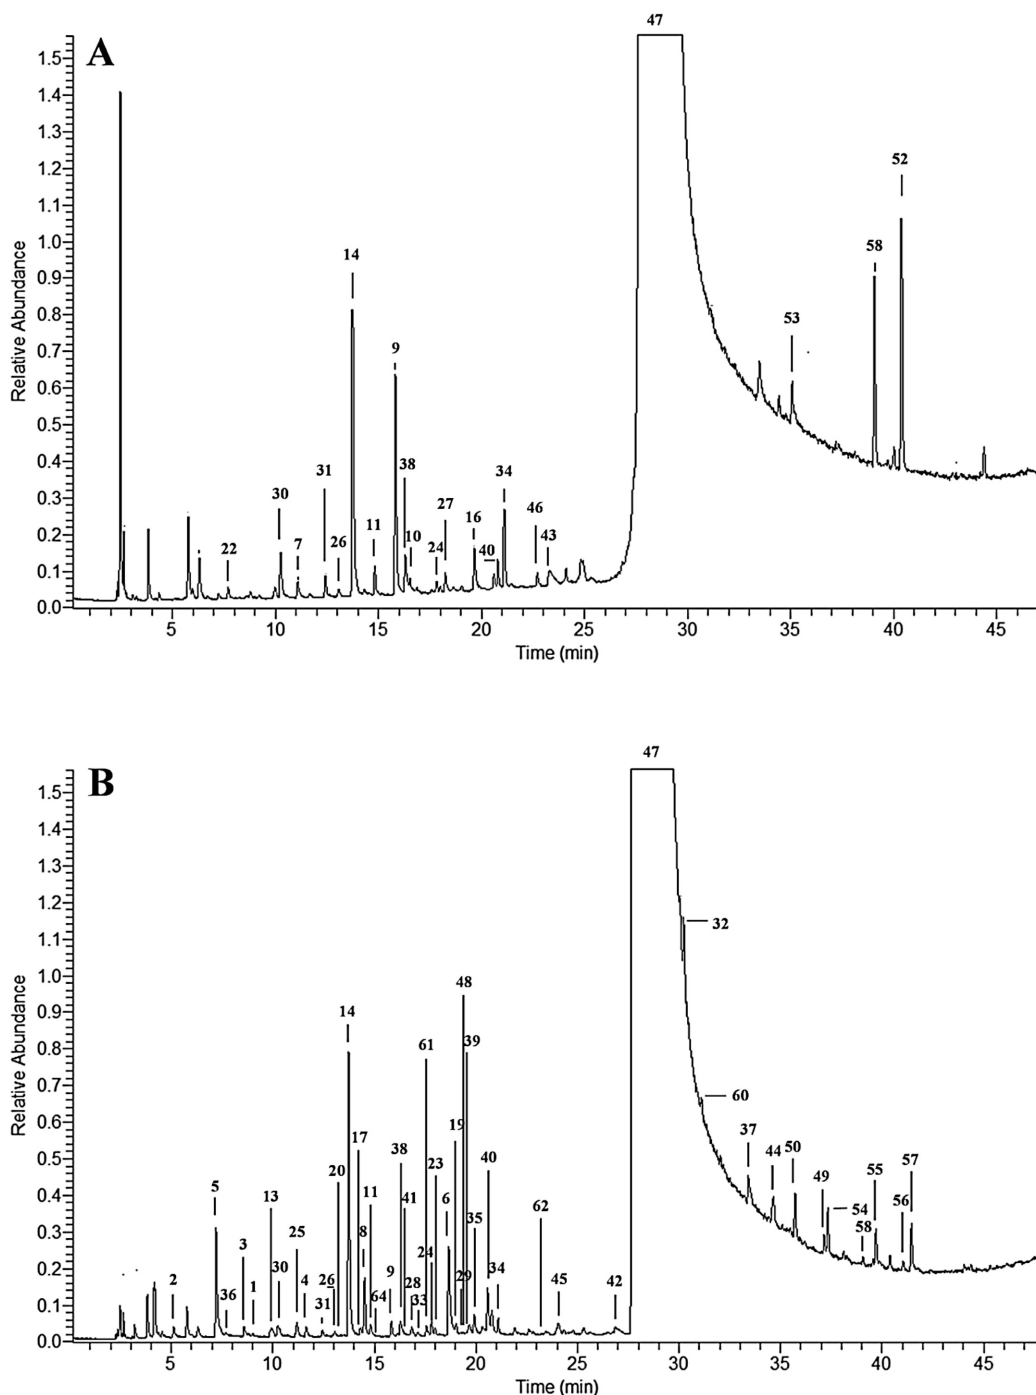 47
A
1.5
1.4
1.3
1.2
1.1
1.0
0.9
0.8
0.7
0.6
0.5
0.4
0.3
0.2
0.1
0.0
Relative Abundance
52
14
58
53
9
31 38 34
30 27 16 46
7 26 11 10 24 40 43
22
5 10 15 20 25 30 35 40 45
Time (min)
47
B
1.5
1.4
1.3
1.2
1.1
1.0
0.9
0.8
0.7
0.6
0.5
0.4
0.3
0.2
0.1
0.0
Relative Abundance
32
48
14
61 39
60
17 19 37
20 38 23 40 44 50 57
5 13 11 41 6 49 55
35 62 54 56
3 25 8 24 58
30 26 9 28 29 34
2 36 1 4 31 64 33 45 42
5 10 15 20 25 30 35 40 45
Time (min)